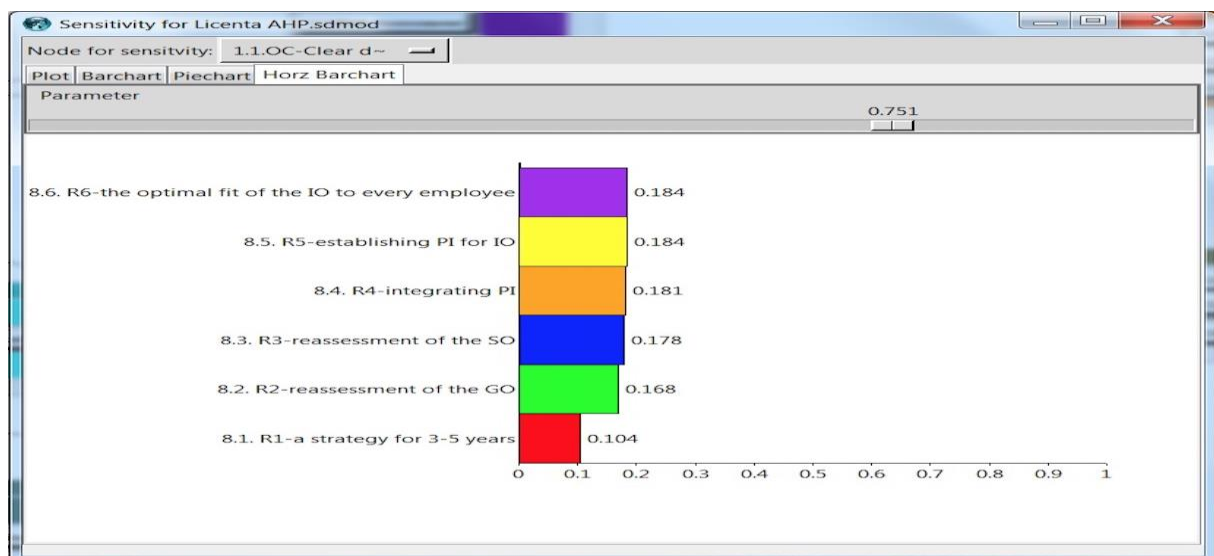 Sensitivity for Licenta AHP.sdmod
Node for sensitvity: 1.1.OC-Clear d~
Plot Barchart Piechart Horz Barchart
Parameter
0.751
8.6. R6-the optimal fit of the IO to every employee 0.184
8.5. R5-establishing PI for IO 0.184
8.4. R4-integrating PI 0.181
8.3. R3-reassessment of the SO 0.178
8.2. R2-reassessment of the GO 0.168
8.1. R1-a strategy for 3-5 years 0.104
0 0.1 0.2 0.3 0.4 0.5 0.6 0.7 0.8 0.9 1